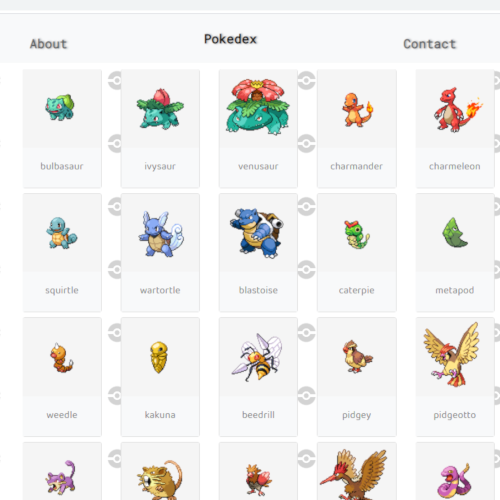 About
Pokedex
Contact
bulbasaur
ivysaur
venusaur
charmander
charmeleon
squirtle
wartortle
blastoise
caterpie
metapod
weedle
kakuna
beedrill
pidgey
pidgeotto